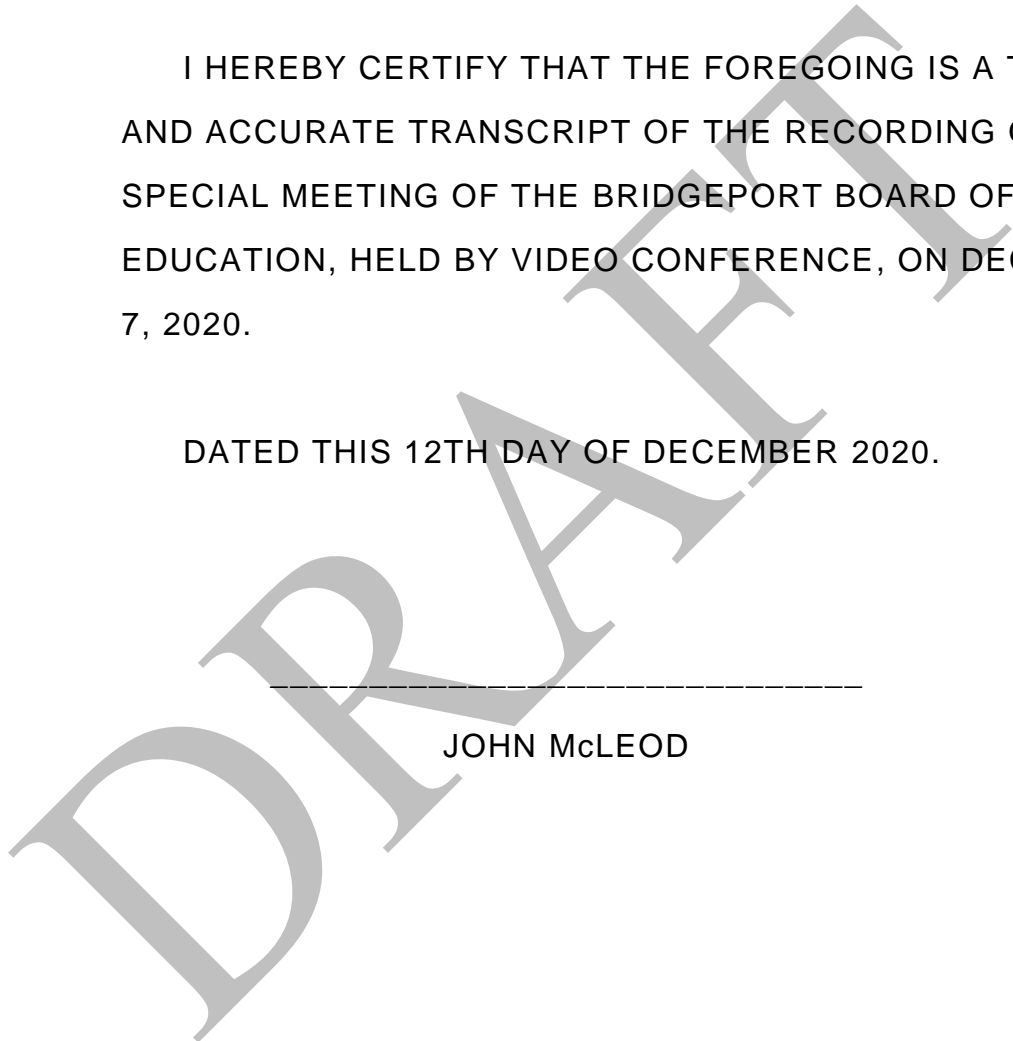 I HEREBY CERTIFY THAT THE FOREGOING IS A
AND ACCURATE TRANSCRIPT OF THE RECORDING
SPECIAL MEETING OF THE BRIDGEPORT BOARD OF
EDUCATION, HELD BY VIDEO CONFERENCE, ON
7, 2020.
DATED THIS 12TH DAY OF DECEMBER 2020.
JOHN McLEOD
DRAFT